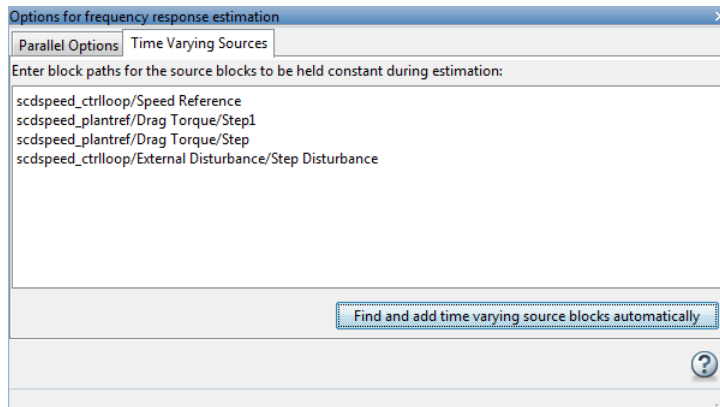 Options for frequency response estimation
Parallel Options Time Varying Sources
Enter block paths for the source blocks to be held constant during estimation:
scdspeed_ctrlloop/Speed Reference
scdspeed_plantref/Drag Torque/Step1
scdspeed_plantref/Drag Torque/Step
scdspeed_ctrlloop/External Disturbance/Step Disturbance
Find and add time varying source blocks automatically
?